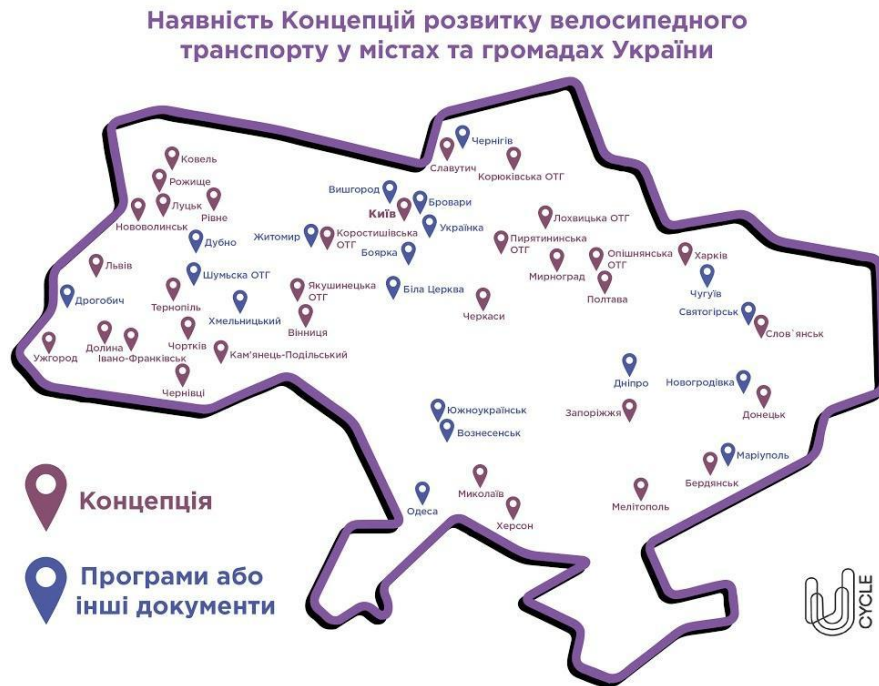 Наявність Концепцій розвитку велосипедного
транспорту у містах та громадах України
Чернігів
Славутич
Корюківська ОТГ
Ковель
Рожище
Луцьк
Рівне
Нововолинськ
Вишгород
Бровари
Київ
Українка
Лохвицька ОТГ
Дубно
Житомир
Коростишівська
ОТГ
Боярка
Пирятининська
ОТГ
Мирноград
Опішнянська
ОТГ
Полтава
Харків
Чугуїв
Львів
Шумьска ОТГ
Дрогобич
Тернопіль
Хмельницький
Якушинецька
ОТГ
Вінниця
Біла Церква
Черкаси
Святогірськ
Слов`янськ
Ужгород
Долина
Івано-Франківськ
Чортків
Кам'янець-Подільський
Чернівці
Дніпро
Новогродівка
Донецьк
Запоріжжя
Южноукраїнськ
Вознесенськ
Маріуполь
Бердянськ
Мелітополь
Миколаїв
Одеса
Херсон
Концепція
Програми або
інші документи
U
CYCLE